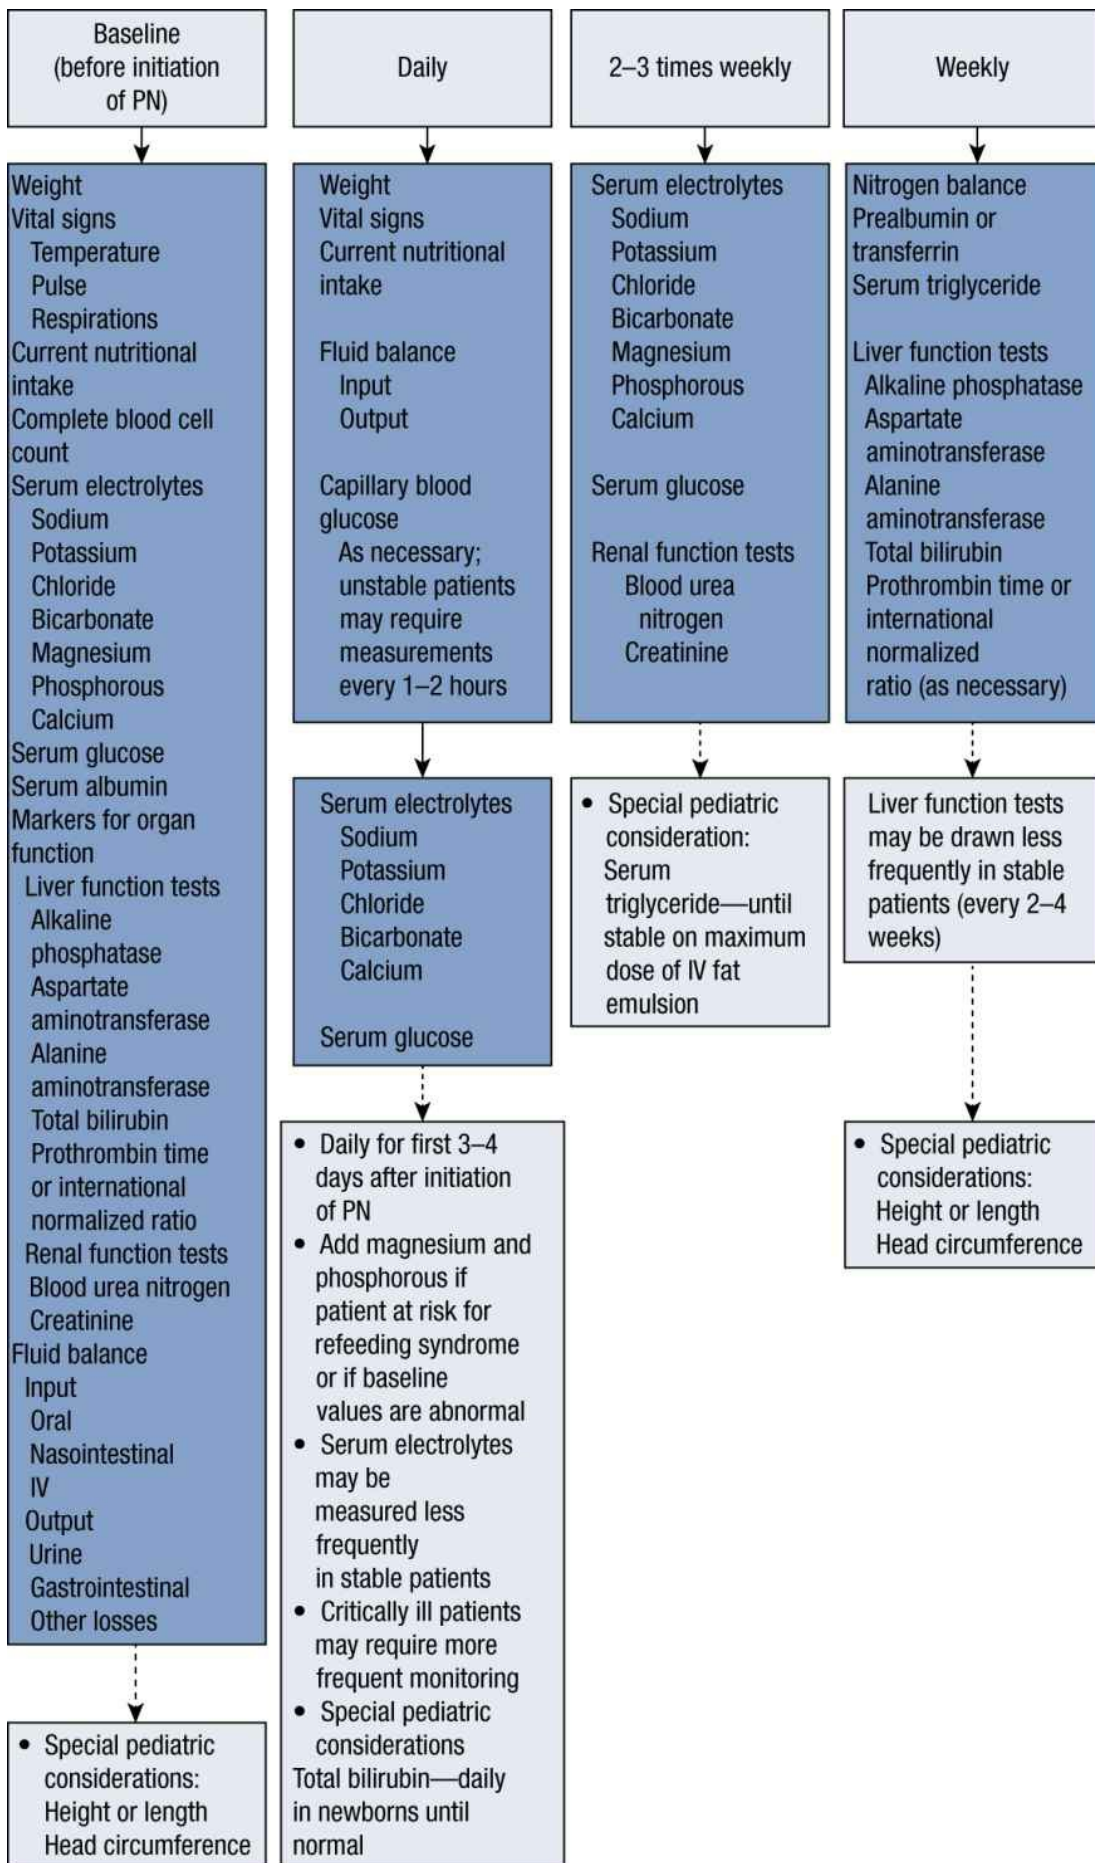 Baseline
(before initiation
of PN)
Weight
Vital signs
Temperature
Pulse
Respirations
Current nutritional
intake
Complete blood cell
count
Serum electrolytes
Sodium
Potassium
Chloride
Bicarbonate
Magnesium
Phosphorous
Calcium
Serum glucose
Serum albumin
Markers for organ
function
Liver function tests
Alkaline
phosphatase
Aspartate
aminotransferase
Alanine
aminotransferase
Total bilirubin
Prothrombin time
or international
normalized ratio
Renal function tests
Blood urea nitrogen
Creatinine
Fluid balance
Input
Oral
Nasointestinal
IV
Output
Urine
Gastrointestinal
Other losses
• Special pediatric
considerations:
Height or length
Head circumference
Daily
Weight
Vital signs
Current nutritional
intake
Fluid balance
Input
Output
Capillary blood
glucose
As necessary;
unstable patients
may require
measurements
every 1–2 hours
Serum electrolytes
Sodium
Potassium
Chloride
Bicarbonate
Calcium
Serum glucose
• Daily for first 3–4
days after initiation
of PN
• Add magnesium and
phosphorous if
patient at risk for
refeeding syndrome
or if baseline
values are abnormal
• Serum electrolytes
may be
measured less
frequently
in stable patients
• Critically ill patients
may require more
frequent monitoring
• Special pediatric
considerations
Total bilirubin—daily
in newborns until
normal
2–3 times weekly
Serum electrolytes
Sodium
Potassium
Chloride
Bicarbonate
Magnesium
Phosphorous
Calcium
Serum glucose
Renal function tests
Blood urea
nitrogen
Creatinine
• Special pediatric
consideration:
Serum
triglyceride—until
stable on maximum
dose of IV fat
emulsion
Weekly
Nitrogen balance
Prealbumin or
transferrin
Serum triglyceride
Liver function tests
Alkaline phosphatase
Aspartate
aminotransferase
Alanine
aminotransferase
Total bilirubin
Prothrombin time or
international
normalized
ratio (as necessary)
Liver function tests
may be drawn less
frequently in stable
patients (every 2–4
weeks)
• Special pediatric
considerations:
Height or length
Head circumference